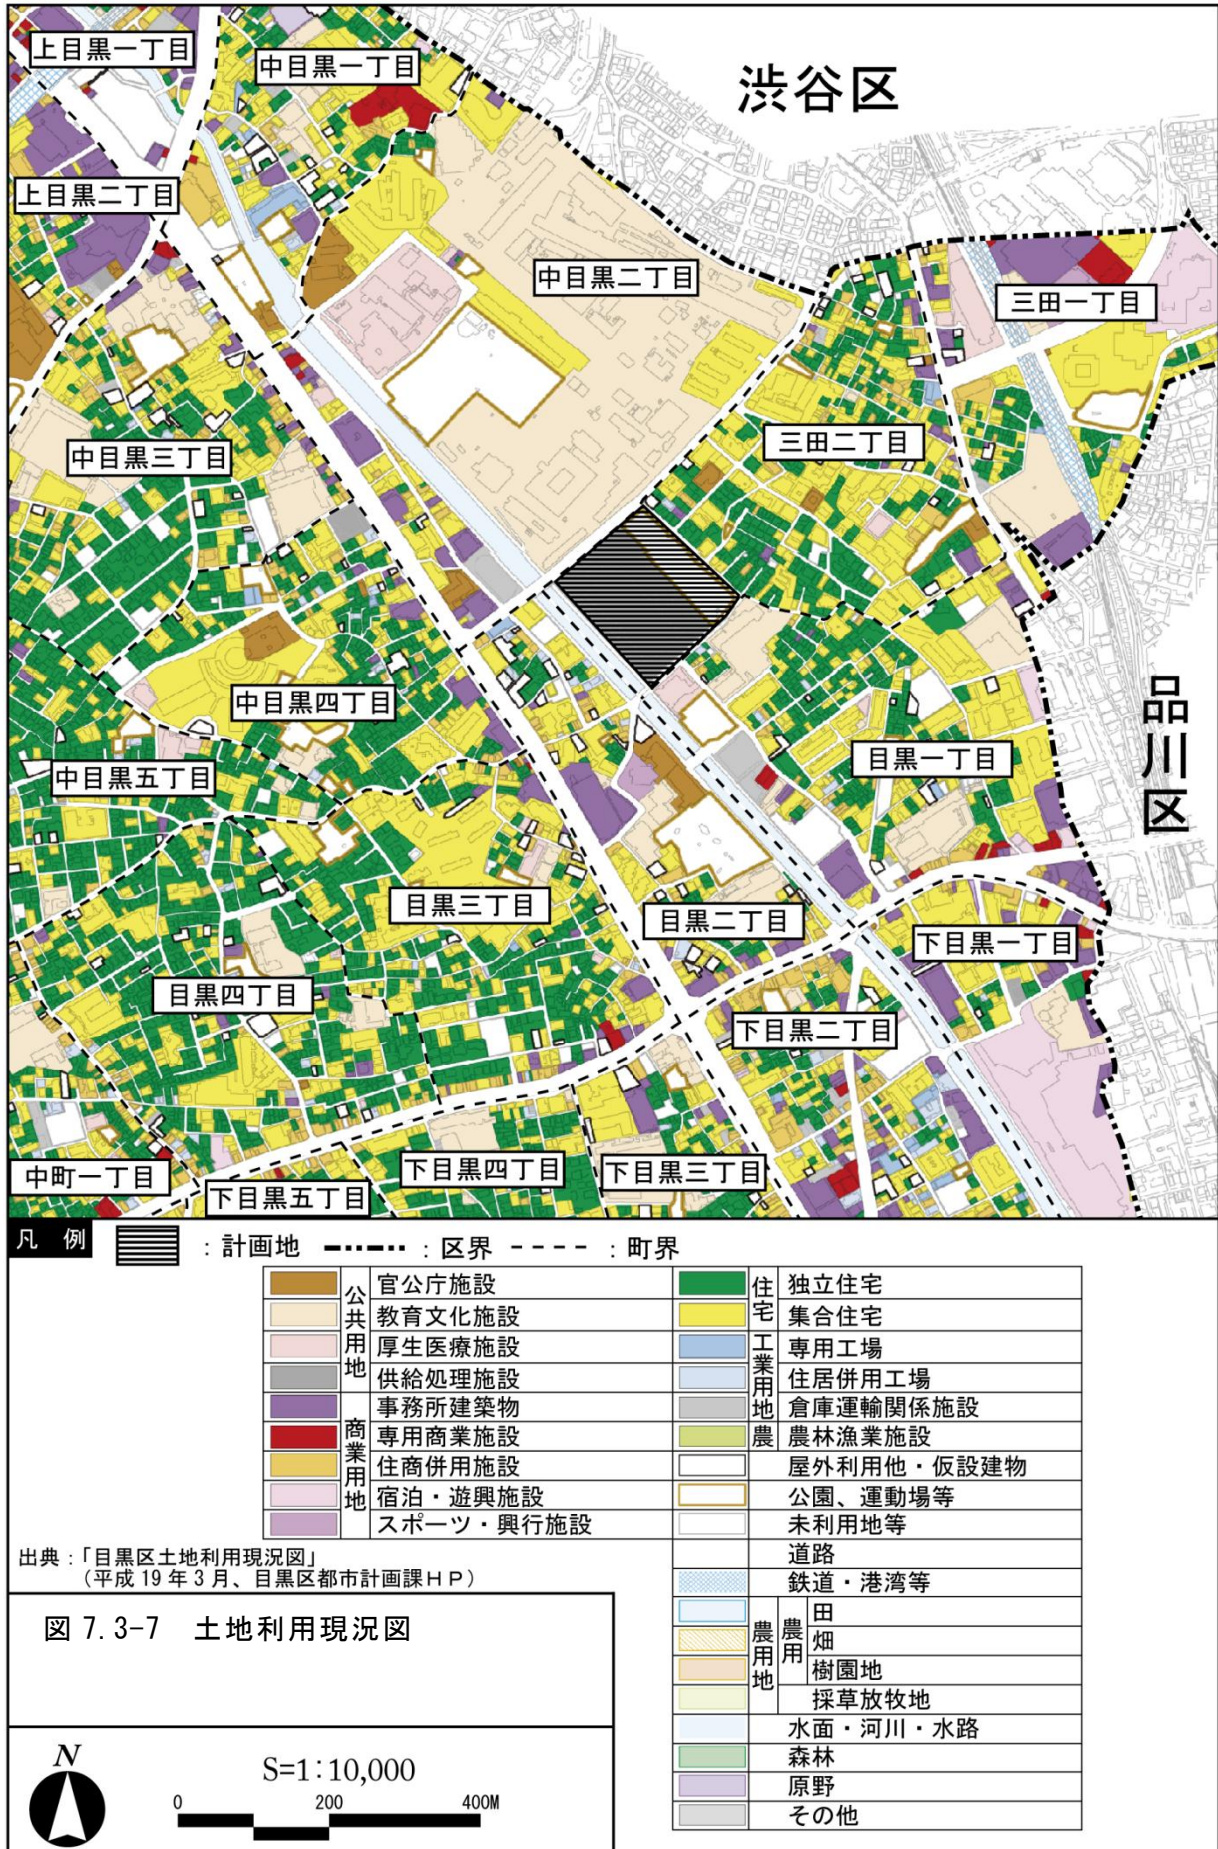 上目黒一丁目
中目黒一丁目
渋谷区
上目黒二丁目
中目黒二丁目
三田一丁目
中目黒三丁目
三田二丁目
品川区
中目黒四丁目
中目黒五丁目
目黒一丁目
目黒三丁目
目黒二丁目
下目黒一丁目
目黒四丁目
下目黒二丁目
中町一丁目
下目黒五丁目
下目黒四丁目
下目黒三丁目
凡 例
:計画地
:区界
:町界
公共用地
官公庁施設
教育文化施設
厚生医療施設
供給処理施設
商業用地
事務所建築物
専用商業施設
住商併用施設
宿泊・遊興施設
スポーツ・興行施設
住宅
独立住宅
集合住宅
工業用地
専用工場
住居併用工場
倉庫運輸関係施設
農
農林漁業施設
屋外利用他・仮設建物
公園、運動場等
未利用地等
道路
鉄道・港湾等
農用地
農用
田
畑
樹園地
採草放牧地
水面・河川・水路
森林
原野
その他
出典:「目黒区土地利用現況図」
(平成19年3月、目黒区都市計画課HP)
図 7.3-7 土地利用現況図
N
S=1:10,000
0 200 400M